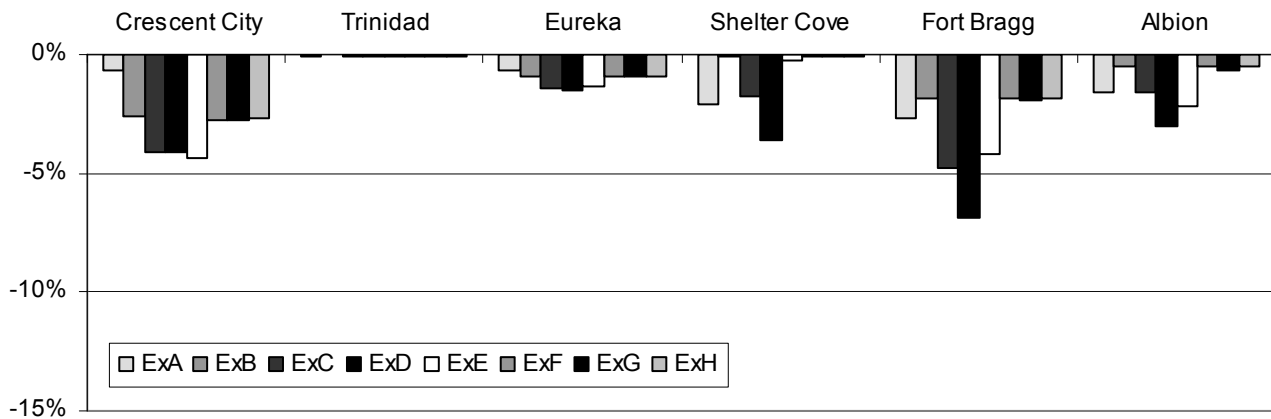 Crescent City Trinidad Eureka Shelter Cove Fort Bragg Albion
0%
-5%
-10%
ExA ExB ExC ExD ExE ExF ExG ExH
-15%